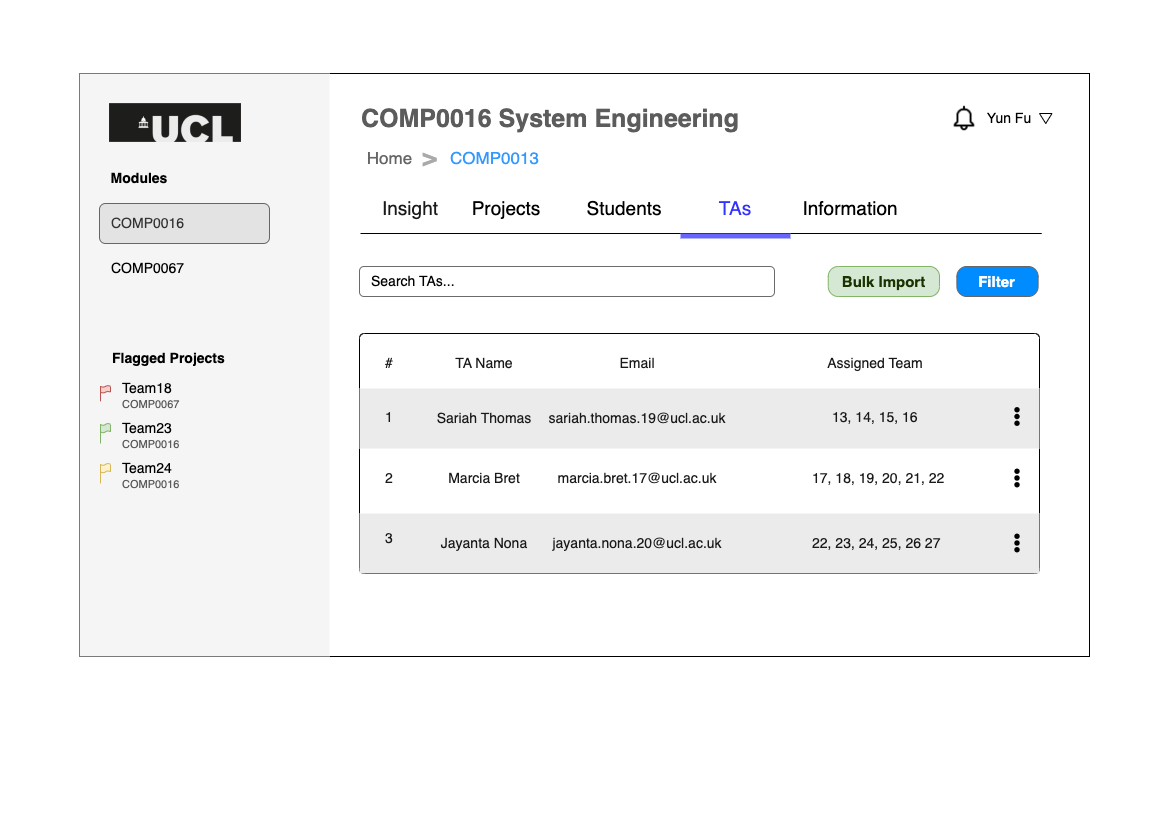 UCL
Modules
COMP0016
COMP0067
Flagged Projects
Team18
COMP0067
Team23
COMP0016
Team24
COMP0016
COMP0016 System Engineering
Yun Fu
Home > COMP0013
Insight Projects Students TAs Information
Search TAs...
Bulk Import
Filter
# TA Name Email Assigned Team
1 Sariah Thomas sariah.thomas.19@ucl.ac.uk 13, 14, 15, 16
2 Marcia Bret marcia.bret.17@ucl.ac.uk 17, 18, 19, 20, 21, 22
3 Jayanta Nona jayanta.nona.20@ucl.ac.uk 22, 23, 24, 25, 26 27